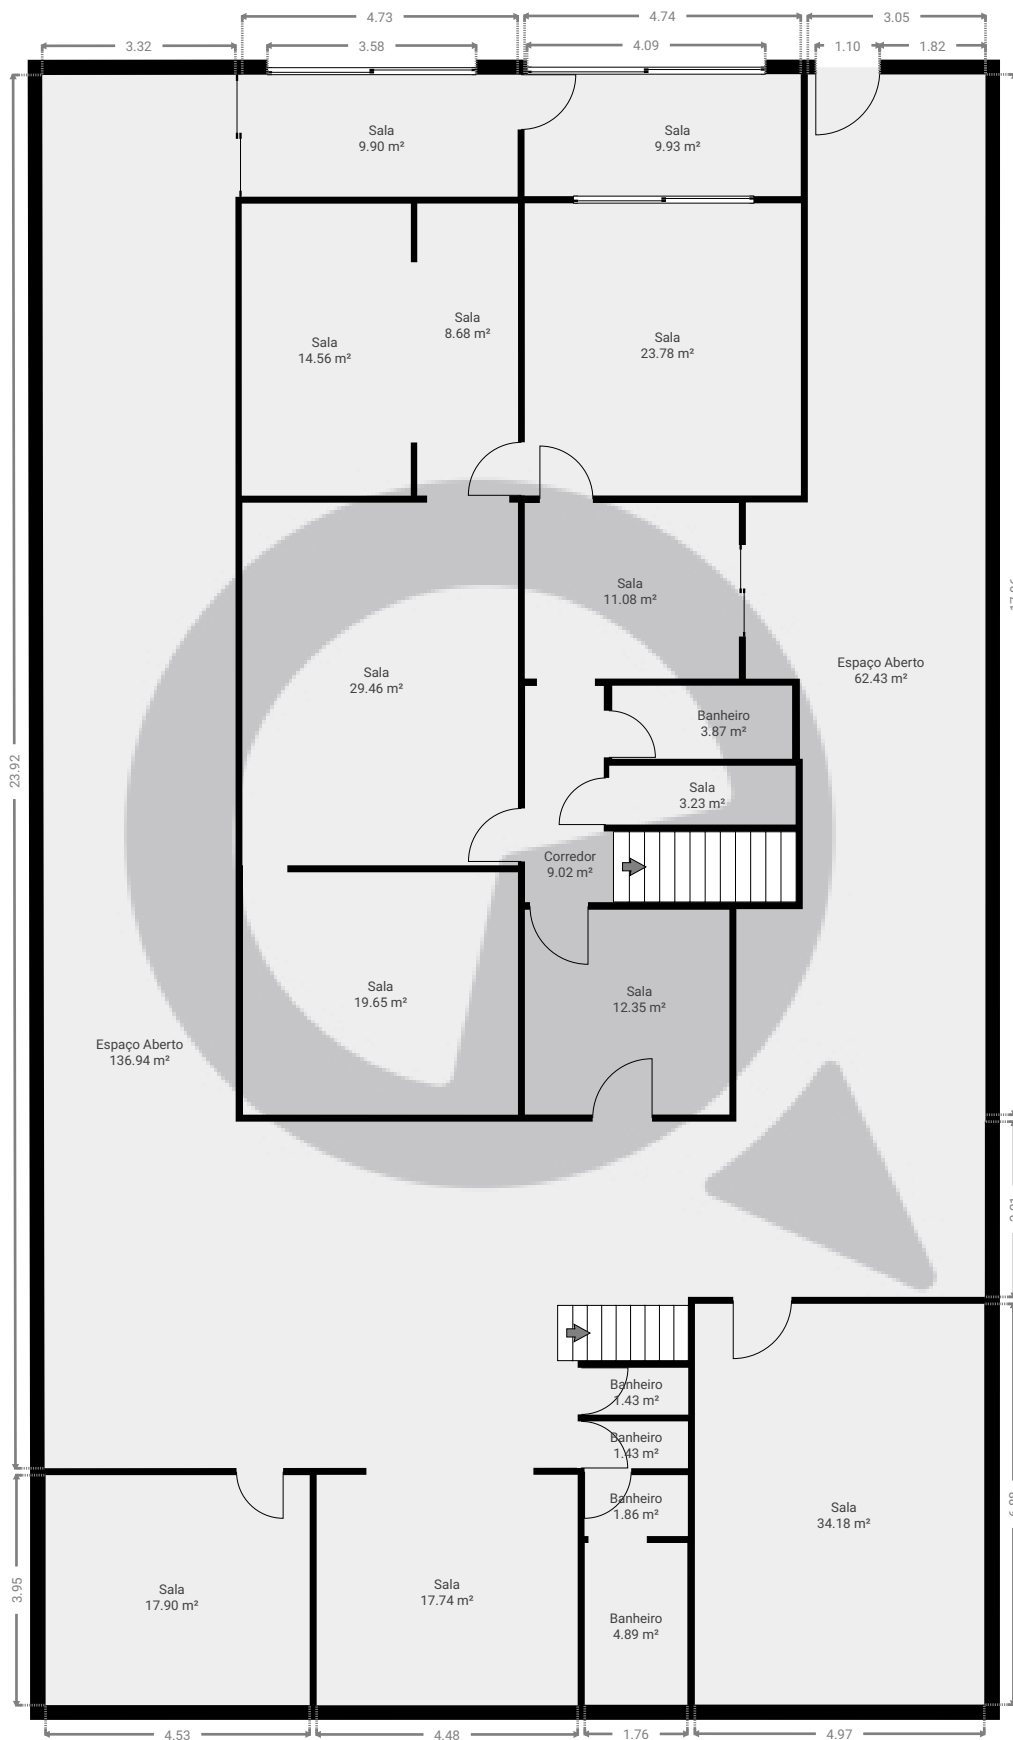 4.73
4.74
3.05
3.32
3.58
4.09
1.10
1.82
Sala
9.90 m²
Sala
9.93 m²
Sala
14.56 m²
Sala
8.68 m²
Sala
23.78 m²
Sala
11.08 m²
Sala
29.46 m²
Espaço Aberto
62.43 m²
Banheiro
3.87 m²
23.92
Sala
3.23 m²
Corredor
9.02 m²
Sala
19.65 m²
Sala
12.35 m²
Espaço Aberto
136.94 m²
Banheiro
1.43 m²
Banheiro
1.43 m²
Banheiro
1.86 m²
Sala
34.18 m²
3.95
Sala
17.90 m²
Sala
17.74 m²
Banheiro
4.89 m²
4.53
4.48
1.76
4.97